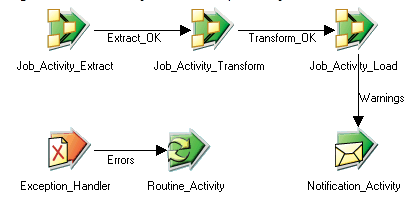 Extract_OK
Transform_OK
Job_Activity_Extract
Job_Activity_Transform
Job_Activity_Load
Warnings
Errors
Exception_Handler
Routine_Activity
Notification_Activity